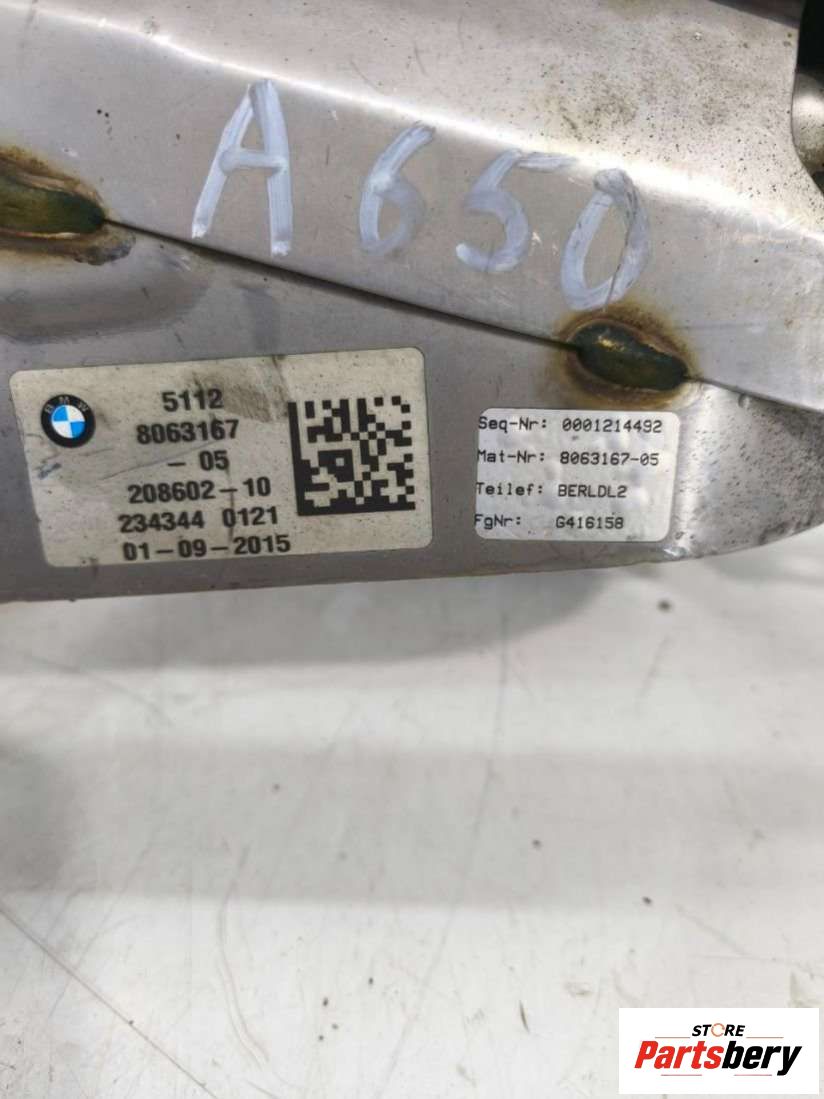 A650
BMW
5112
8063167
- 05
208602-10
234344 0121
01-09-2015
Seq-Nr: 0001214492
Mat-Nr: 8063167-05
Teilef: BERLDL2
FgNr: G416158
STORE
Partsbery